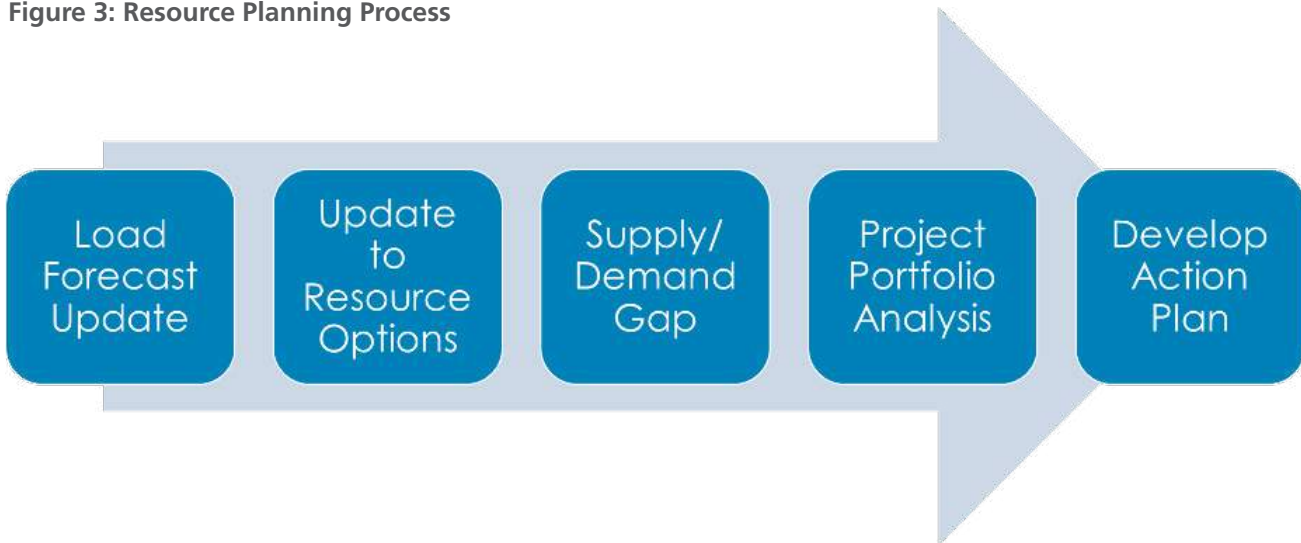 Figure 3: Resource Planning Process
Load
Forecast
Update
Update
to
Resource
Options
Supply/
Demand
Gap
Project
Portfolio
Analysis
Develop
Action
Plan